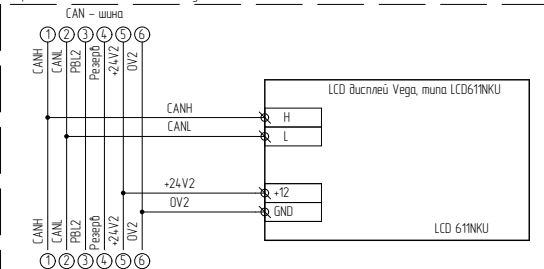 CAN - шина
1 2 3 4 5 6
CANH
CANL
PBL2
Резерв
+24V2
0V2
LCD дисплей Vega, типа LCD611NKU
CANH
H
CANL
L
+24V2
+12
0V2
GND
LCD 611NKU
CANH
CANL
PBL2
Резерв
+24V2
0V2
1 2 3 4 5 6